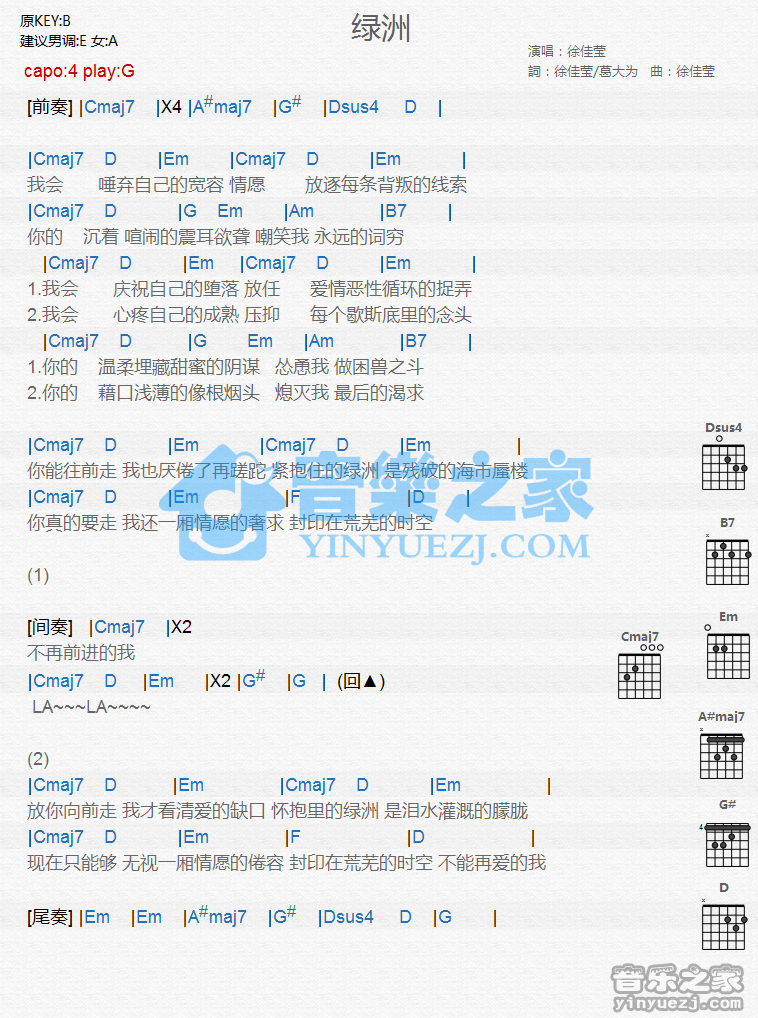 原KEY:B
绿洲
建议男调:E 女:A
演唱：徐佳莹
capo:4 play:G
詞：徐佳莹/葛大为 曲：徐佳莹
[前奏] |Cmaj7 |X4 |A#maj7 |G# |Dsus4 D |
|Cmaj7 D |Em |Cmaj7 D |Em |
我会 唾弃自己的宽容 情愿 放逐每条背叛的线索
|Cmaj7 D |G Em |Am |B7 |
你的 沉着 喧闹的震耳欲聋 嘲笑我 永远的词穷
|Cmaj7 D |Em |Cmaj7 D |Em |
1.我会 庆祝自己的堕落 放任 爱情恶性循环的捉弄
2.我会 心疼自己的成熟 压抑 每个歇斯底里的念头
|Cmaj7 D |G Em |Am |B7 |
1.你的 温柔埋藏甜蜜的阴谋 怂恿我 做困兽之斗
2.你的 藉口浅薄的像根烟头 熄灭我 最后的渴求
|Cmaj7 D |Em |Cmaj7 D |Em |
你能往前走 我也厌倦了再蹉跎 紧抱住的绿洲 是残破的海市蜃楼
|Cmaj7 D |Em |F |D |
你真的要走 我还一厢情愿的奢求 封印在荒芜的时空
音樂之家
YINYUEZJ.COM
(1)
[间奏] |Cmaj7 |X2
不再前进的我
|Cmaj7 D |Em |X2 |G# |G | (回▲)
LA~~~LA~~~~
(2)
|Cmaj7 D |Em |Cmaj7 D |Em |
放你向前走 我才看清爱的缺口 怀抱里的绿洲 是泪水灌溉的朦胧
|Cmaj7 D |Em |F |D |
现在只能够 无视一厢情愿的倦容 封印在荒芜的时空 不能再爱的我
[尾奏] |Em |Em |A#maj7 |G# |Dsus4 D |G |
Dsus4
B7
x
Em
Cmaj7
A#maj7
x
G#
4
D
x
音乐之家
yinyuezj.com